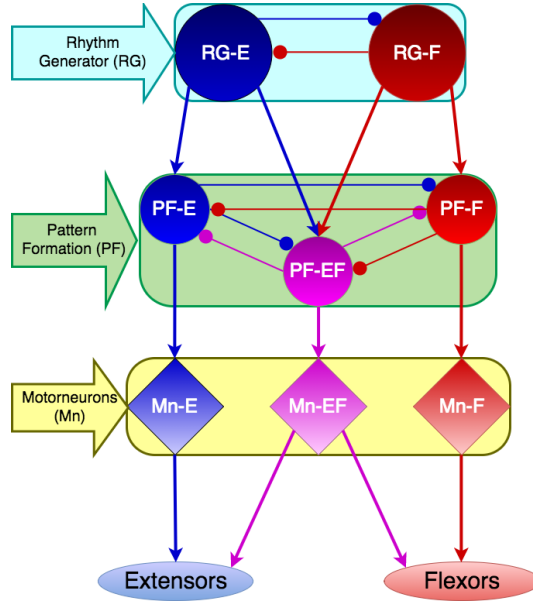 Rhythm
Generator (RG)
RG-E
RG-F
Pattern
Formation (PF)
PF-E
PF-F
PF-EF
Motorneurons
(Mn)
Mn-E
Mn-EF
Mn-F
Extensors
Flexors